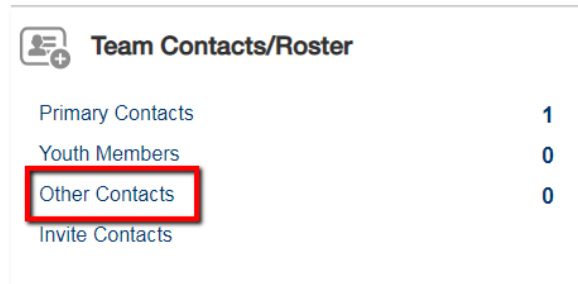 Team Contacts/Roster
Primary Contacts 1
Youth Members 0
Other Contacts 0
Invite Contacts